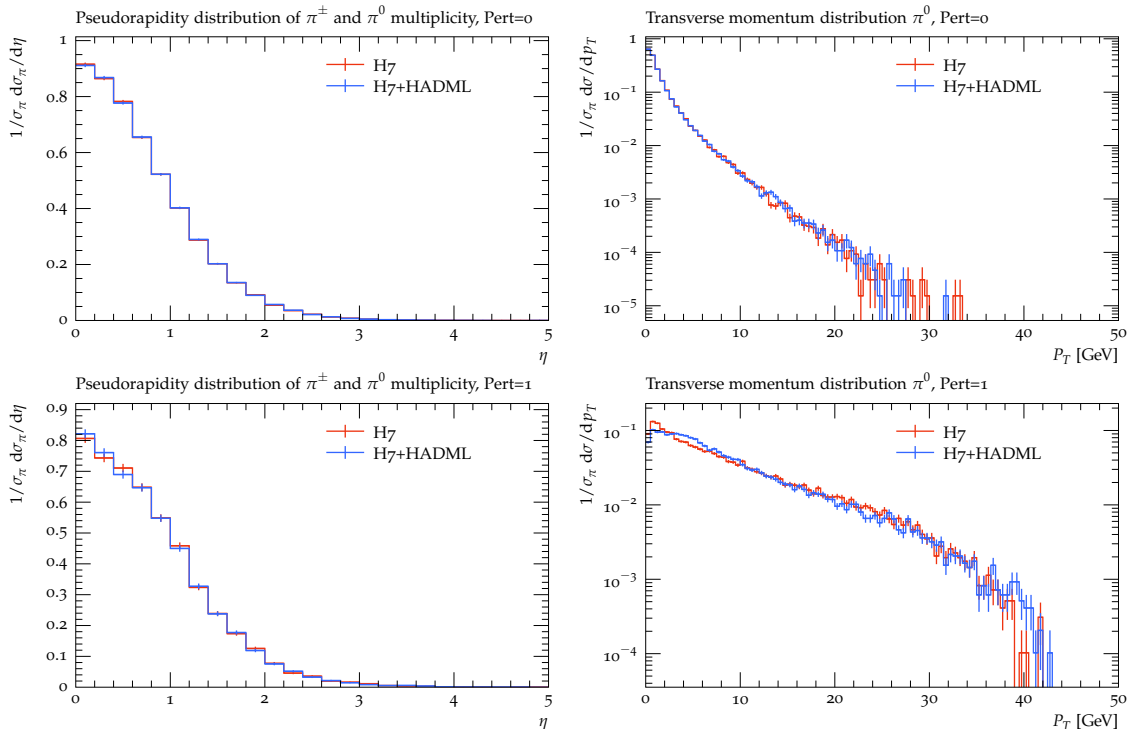 Pseudorapidity distribution of π± and π0 multiplicity, Pert=0
1/σπ dσπ/dη
1
0.8
0.6
0.4
0.2
0
H7
H7+HADML
0 1 2 3 4 5
η
Transverse momentum distribution π0, Pert=0
1/σπ dσ/dpT
1
10−1
10−2
10−3
10−4
10−5
H7
H7+HADML
0 10 20 30 40 50
PT [GeV]
Pseudorapidity distribution of π± and π0 multiplicity, Pert=1
1/σπ dσπ/dη
0.9
0.8
0.7
0.6
0.5
0.4
0.3
0.2
0.1
0
H7
H7+HADML
0 1 2 3 4 5
η
Transverse momentum distribution π0, Pert=1
1/σπ dσ/dpT
10−1
10−2
10−3
10−4
H7
H7+HADML
0 10 20 30 40 50
PT [GeV]